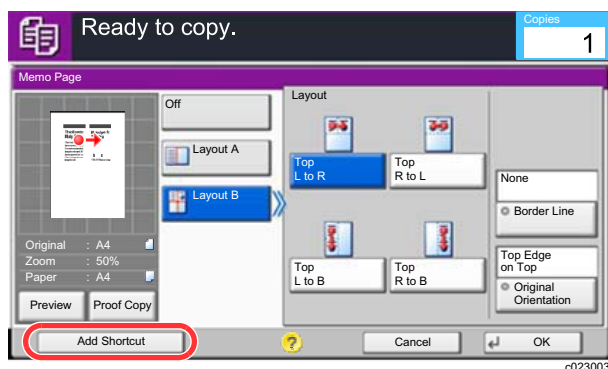 Ready to copy.
Copies
1
Memo Page
Off
Layout A
Layout B
Layout
Top
L to R
Top
R to L
Top
L to B
Top
R to B
None
Border Line
Top Edge
on Top
Original
Orientation
Original : A4
Zoom : 50%
Paper : A4
Preview
Proof Copy
Add Shortcut
?
Cancel
OK
c023003